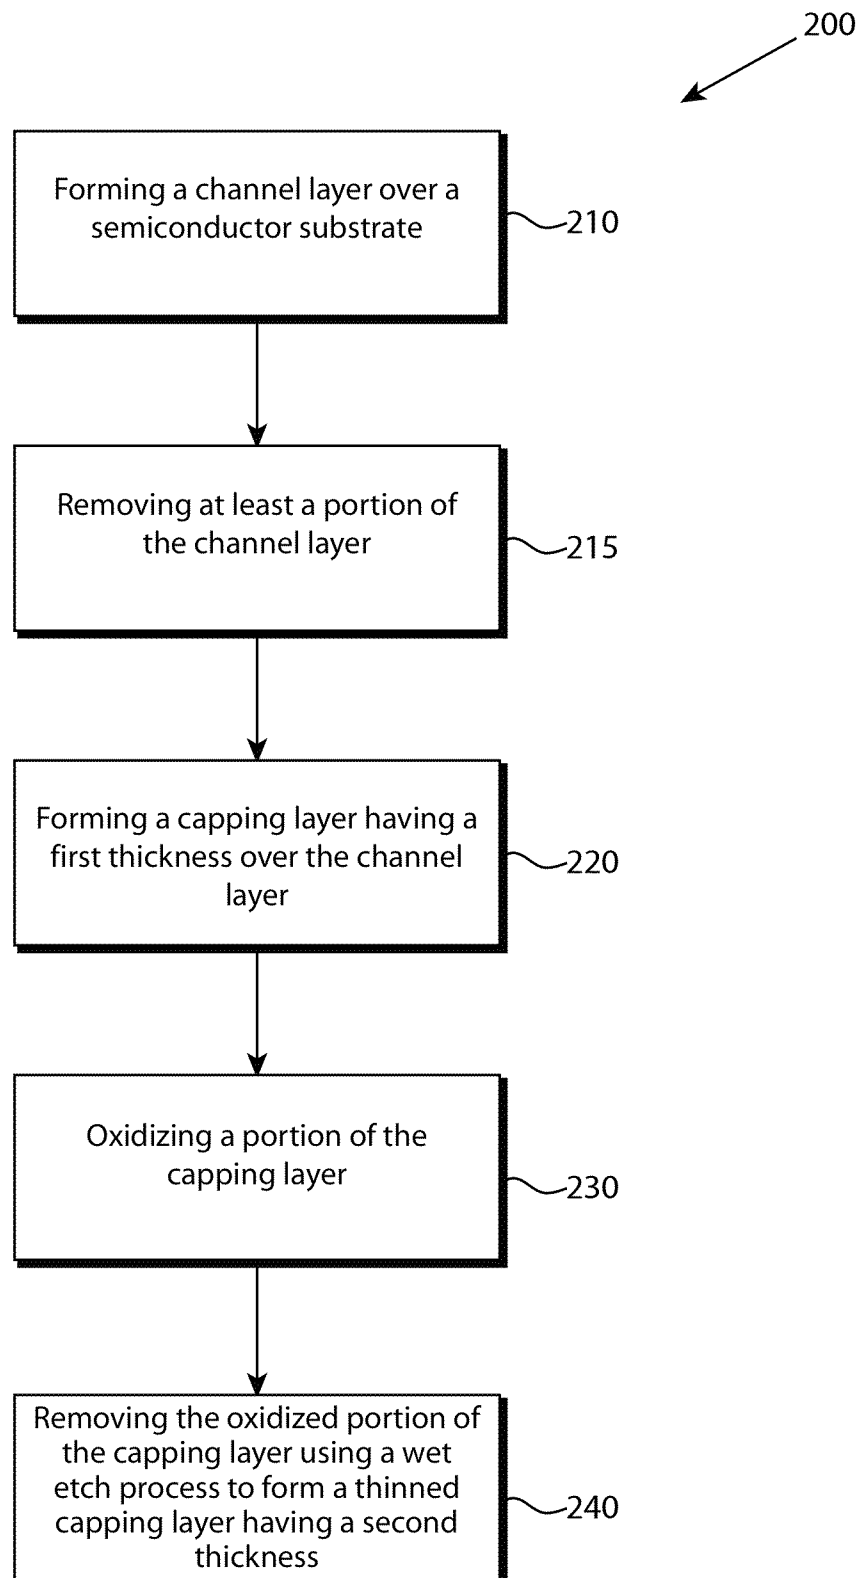 200
Forming a channel layer over a
semiconductor substrate
210
Removing at least a portion of
the channel layer
215
Forming a capping layer having a
first thickness over the channel
layer
220
Oxidizing a portion of the
capping layer
230
Removing the oxidized portion of
the capping layer using a wet
etch process to form a thinned
capping layer having a second
thickness
240